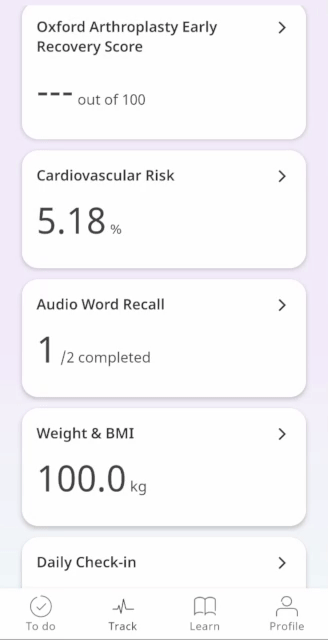 Oxford Arthroplasty Early
Recovery Score
--- out of 100
Cardiovascular Risk
5.18 %
Audio Word Recall
1 /2 completed
Weight & BMI
100.0 kg
Daily Check-in
To do Track Learn Profile